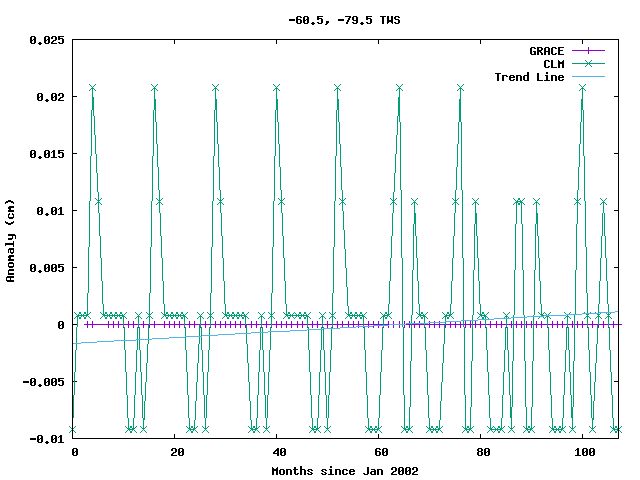 -60.5, -79.5 TWS
0.025
0.02
0.015
0.01
0.005
0
-0.005
-0.01
Anomaly (cm)
GRACE
CLM
Trend Line
0 20 40 60 80 100
Months since Jan 2002